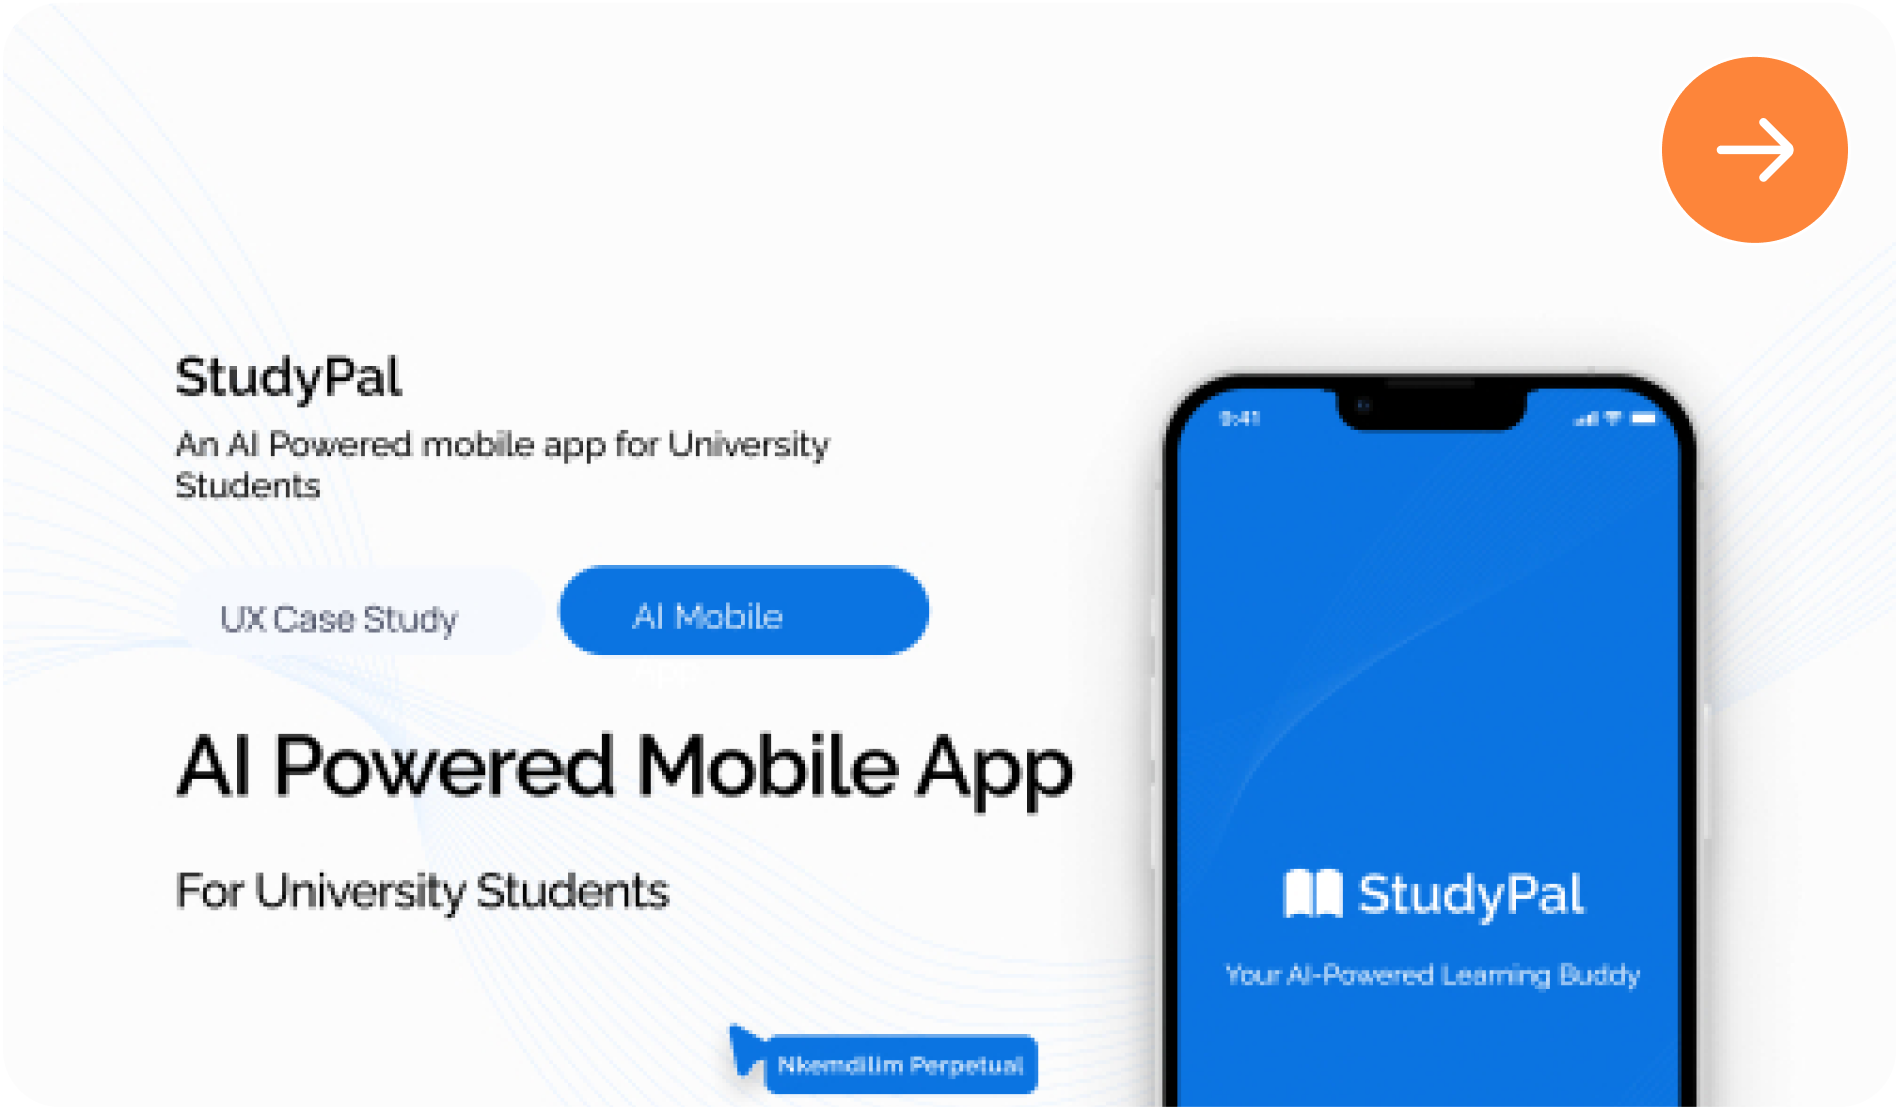 StudyPal
An AI Powered mobile app for University
Students
UX Case Study
AI Mobile
App
AI Powered Mobile App
For University Students
Nkemdilim Perpetual
9:41
StudyPal
Your AI-Powered Learning Buddy